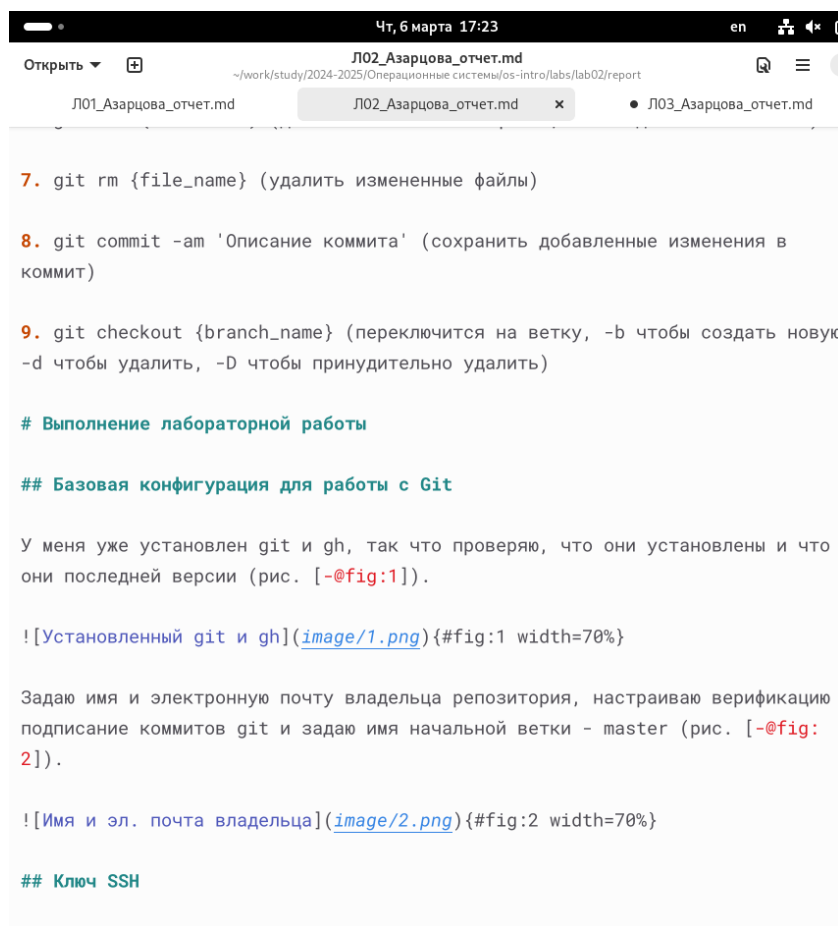 Чт, 6 марта 17:23
en
Открыть
Л02_Азарцова_отчет.md
~/work/study/2024-2025/Операционные системы/os-intro/labs/lab02/report
Л01_Азарцова_отчет.md
Л02_Азарцова_отчет.md ×
• Л03_Азарцова_отчет.md
7. git rm {file_name} (удалить измененные файлы)
8. git commit -am 'Описание коммита' (сохранить добавленные изменения в
коммит)
9. git checkout {branch_name} (переключится на ветку, -b чтобы создать новую
-d чтобы удалить, -D чтобы принудительно удалить)
# Выполнение лабораторной работы
## Базовая конфигурация для работы с Git
У меня уже установлен git и gh, так что проверяю, что они установлены и что
они последней версии (рис. [-@fig:1]).
![Установленный git и gh](image/1.png){#fig:1 width=70%}
Задаю имя и электронную почту владельца репозитория, настраиваю верификацию
подписание коммитов git и задаю имя начальной ветки - master (рис. [-@fig:
2]).
![Имя и эл. почта владельца](image/2.png){#fig:2 width=70%}
## Ключ SSH